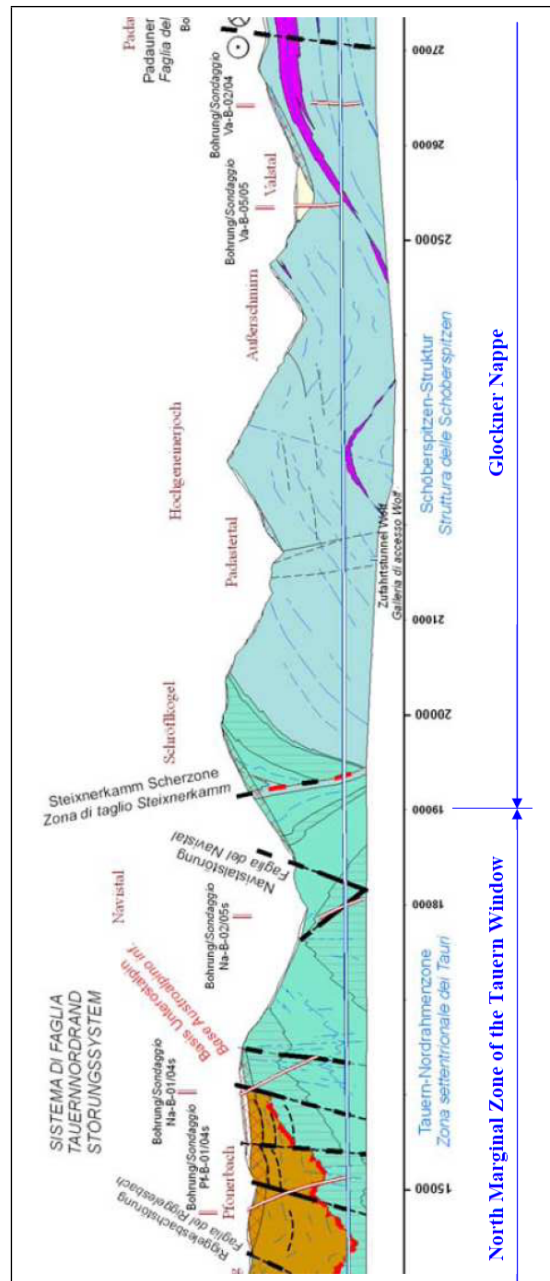 Pada
Padauner
Faglia del
Bo
Bohrung/Sondaggio
Va-B-02/04
Valstal
Bohrung/Sondaggio
Va-B-05/05
Außerschmirn
Hochgeneinerjoch
Padastertal
Schröflkogel
Steixnerkamm Scherzone
Zona di taglio Steixnerkamm
Navistalstörung
Faglia del Navistal
Navistal
Bohrung/Sondaggio
Na-B-02/05s
Basis Unterostalpin
Base Austroalpino inf.
SISTEMA DI FAGLIA
TAUERNNORDRAND
STÖRUNGSSYSTEM
Bohrung/Sondaggio
Na-B-01/04s
Bohrung/Sondaggio
Pf-B-01/04s
Pfonerbach
Riggelesbachstörung
Faglia del Riggelesbach
27000
26000
25000
Zufahrtstunnel Wolf
Galleria di accesso Wolf
21000
20000
19000
18000
15000
Schöberspitzen-Struktur
Struttura delle Schöberspitzen
Tauern-Nordrahmenzone
Zona settentrionale dei Tauri
Glockner Nappe
North Marginal Zone of the Tauern Window